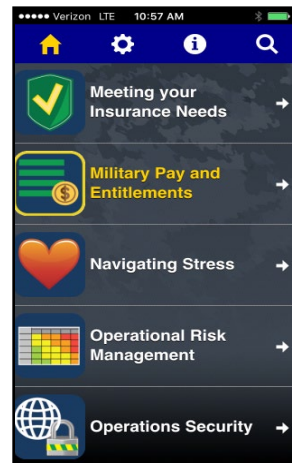 Verizon LTE 10:57 AM
Meeting your
Insurance Needs
Military Pay and
Entitlements
Navigating Stress
Operational Risk
Management
Operations Security